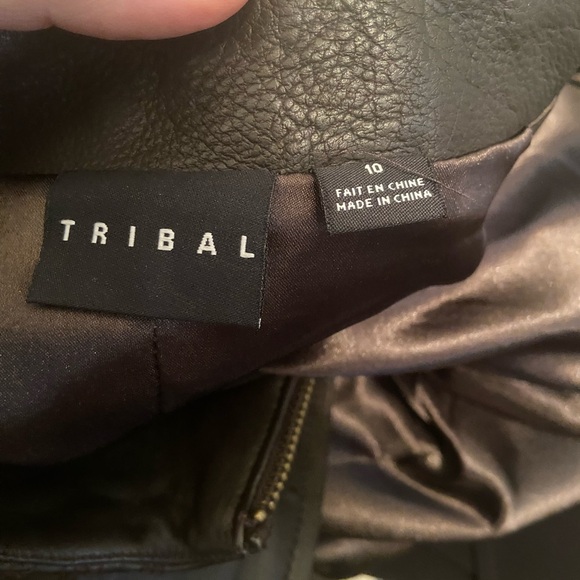 TRIBAL
10
FAIT EN CHINE
MADE IN CHINA